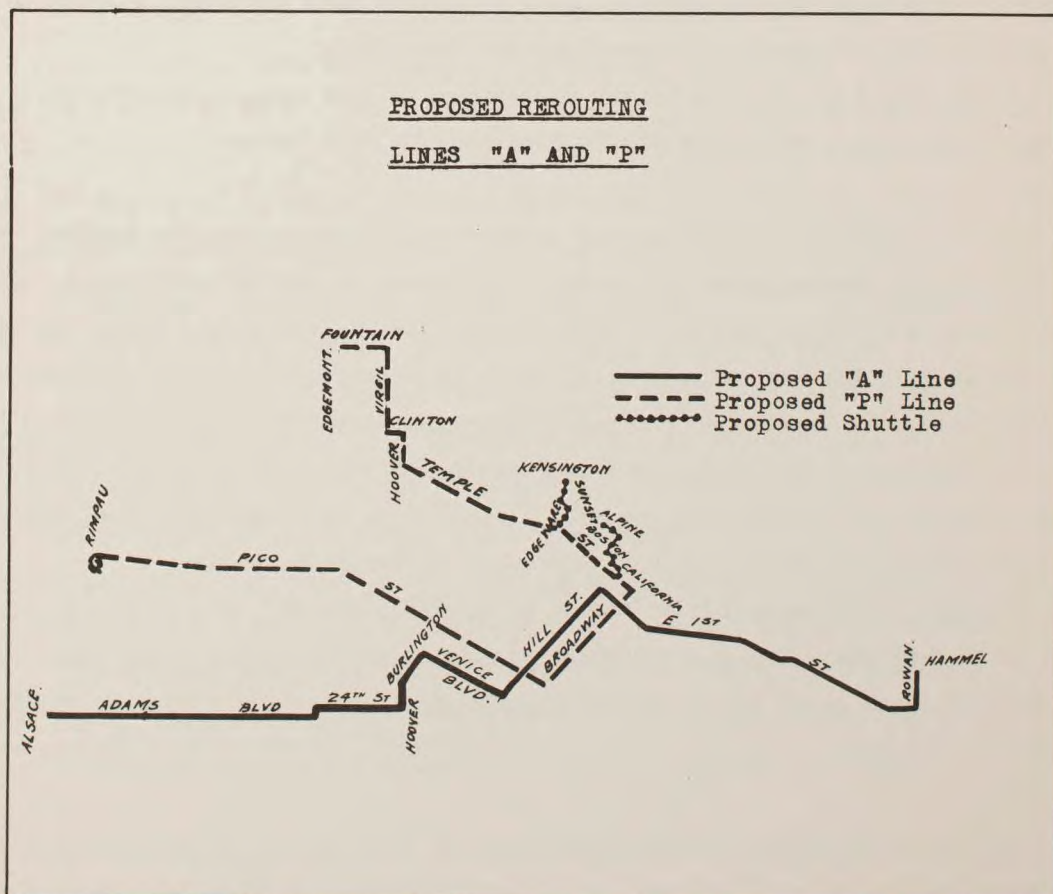 PROPOSED REROUTING
LINES "A" AND "P"
FOUNTAIN
EDGEMONT.
VIRGIL
CLINTON
HOOVER
TEMPLE
ST
Proposed "A" Line
Proposed "P" Line
Proposed Shuttle
KENSINGTON
EDGEWARE
SUNSET
ALPINE
BOSTON
CALIFORNIA
RIMPAU
PICO
ST
BURLINGTON
VENICE
BLVD.
HILL ST.
BROADWAY
E 1ST
ST
ROWAN.
HAMMEL
ALSACE.
ADAMS BLVD
24TH ST
HOOVER